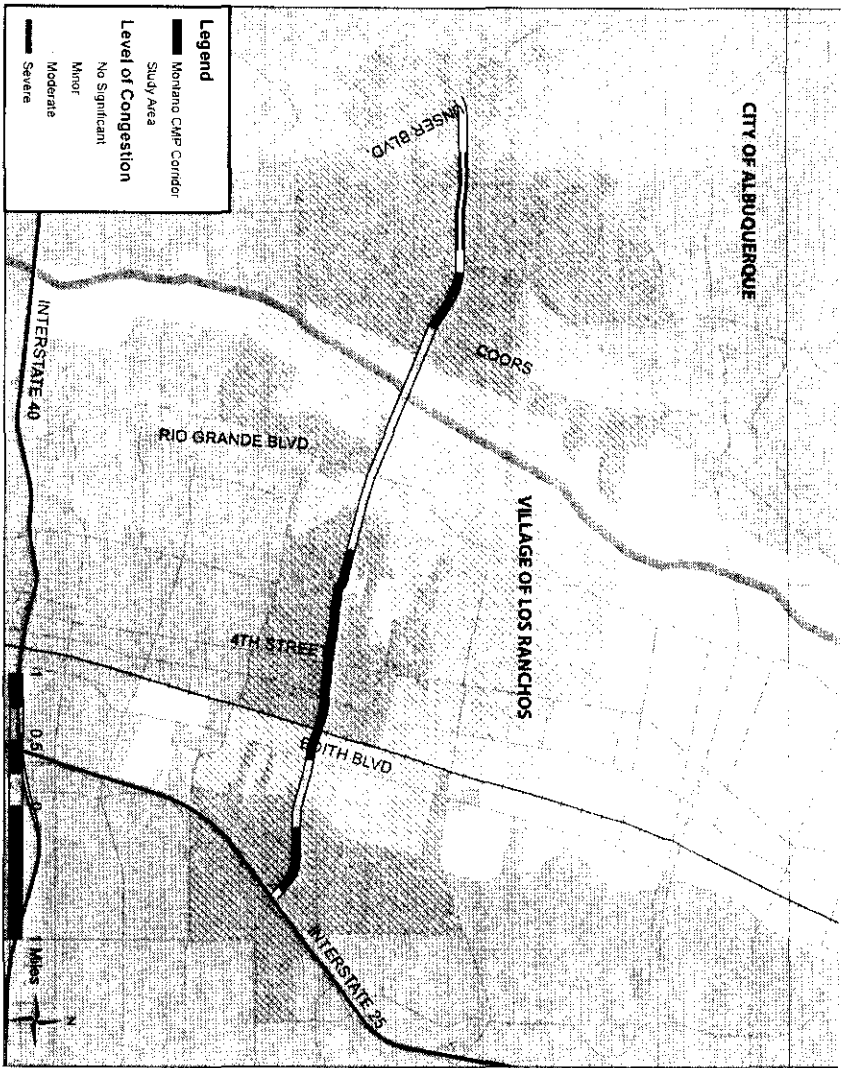 Legend
Montano CMP Corridor
Study Area
Level of Congestion
No Significant
Minor
Moderate
Severe
CITY OF ALBUQUERQUE
UNSER BLVD.
COORS
INTERSTATE 40
RIO GRANDE BLVD
VILLAGE OF LOS RANCHOS
4TH STREE
EDITH BLVD
INTERSTATE 25
1 0.5 0 1 Miles
N